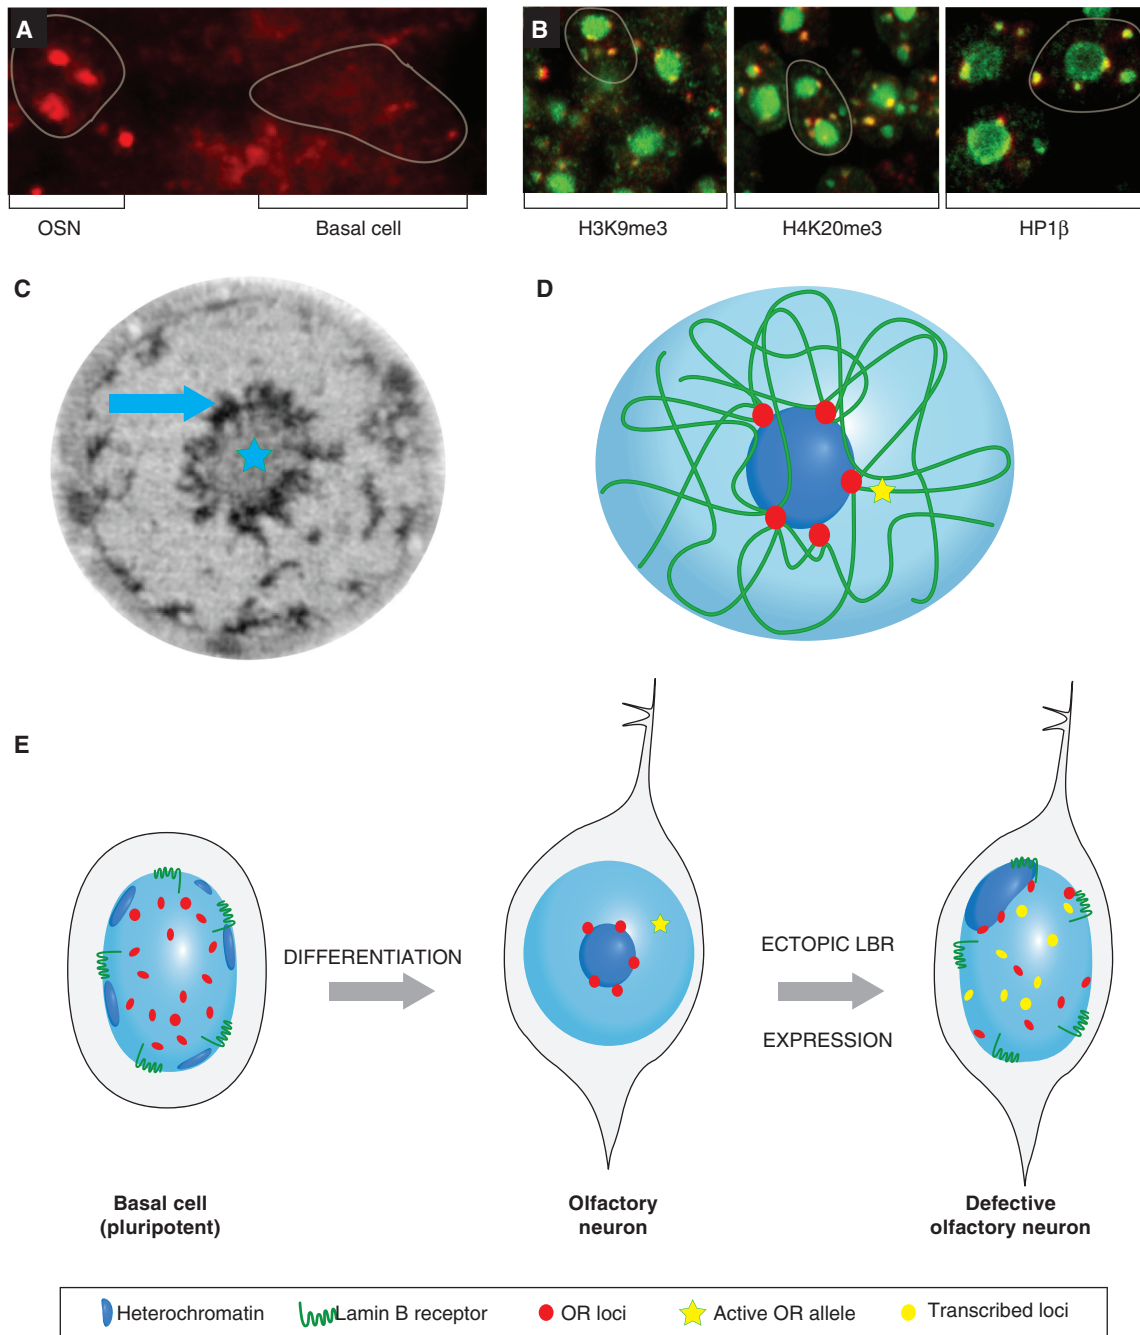 A
B
OSN
Basal cell
H3K9me3
H4K20me3
HP1β
C
D
E
DIFFERENTIATION
ECTOPIC LBR
EXPRESSION
Basal cell
(pluripotent)
Olfactory
neuron
Defective
olfactory neuron
Heterochromatin
Lamin B receptor
OR loci
Active OR allele
Transcribed loci